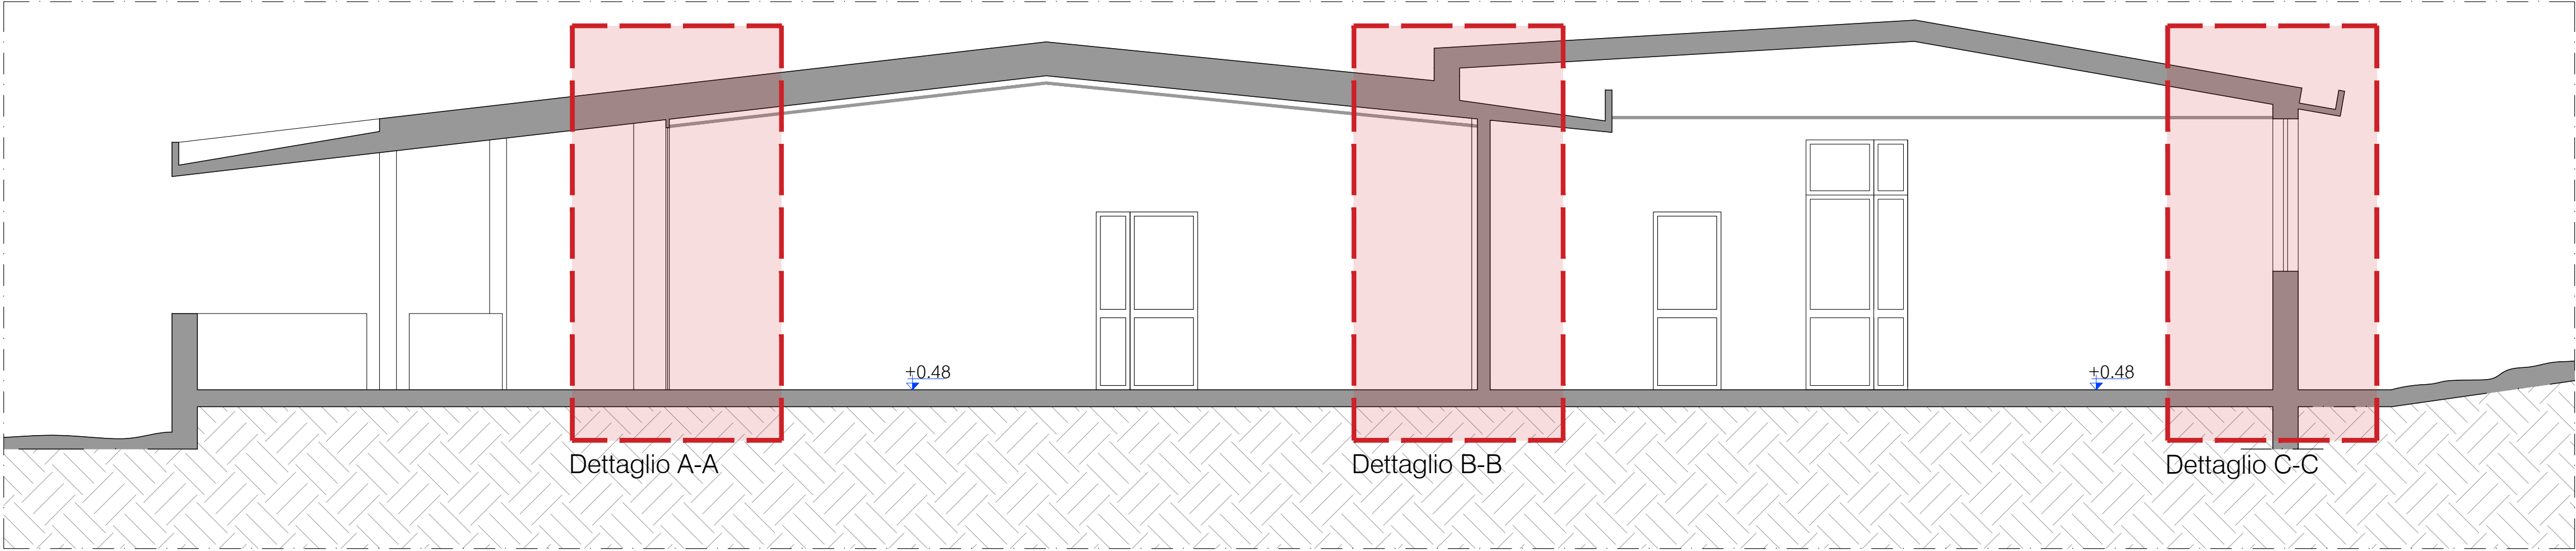 +0.48
+0.48
Dettaglio A-A
Dettaglio B-B
Dettaglio C-C